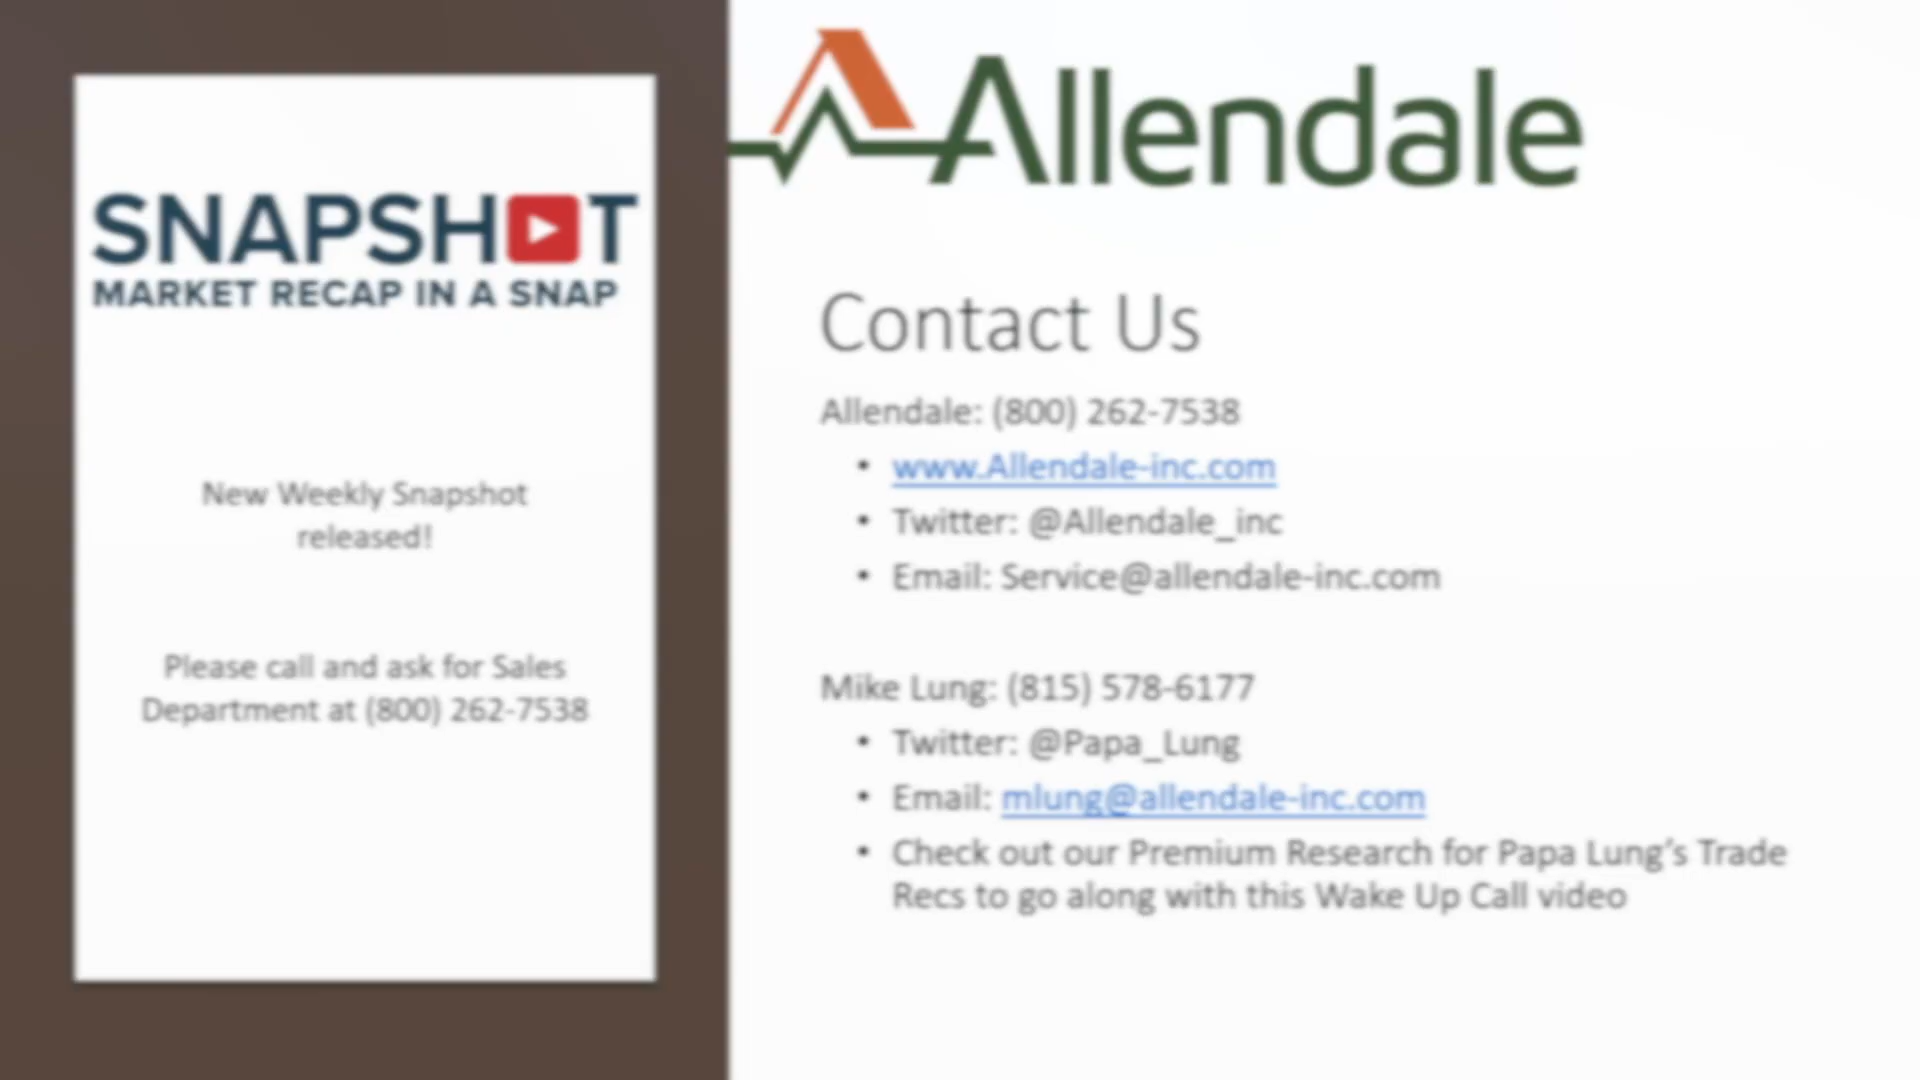 SNAPSHOT
MARKET RECAP IN A SNAP
New Weekly Snapshot
released!
Please call and ask for Sales
Department at (800) 262-7538
Allendale
Contact Us
Allendale: (800) 262-7538
• www.Allendale-inc.com
• Twitter: @Allendale_inc
• Email: Service@allendale-inc.com
Mike Lung: (815) 578-6177
• Twitter: @Papa_Lung
• Email: mlung@allendale-inc.com
• Check out our Premium Research for Papa Lung’s Trade
Recs to go along with this Wake Up Call video